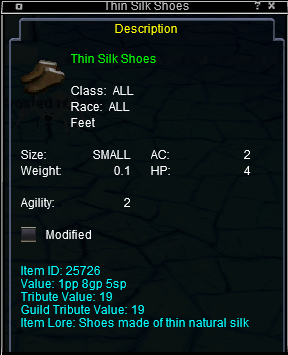 Thin Silk Shoes
Description
Thin Silk Shoes
Class: ALL
Race: ALL
Feet
Size: SMALL AC: 2
Weight: 0.1 HP: 4
Agility: 2
Modified
Item ID: 25726
Value: 1pp 8gp 5sp
Tribute Value: 19
Guild Tribute Value: 19
Item Lore: Shoes made of thin natural silk